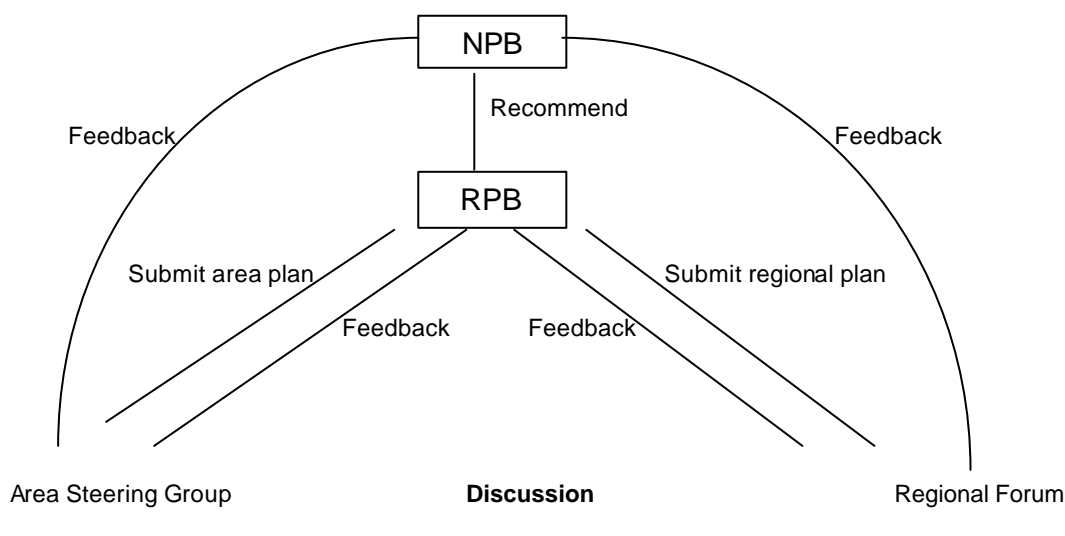 NPB
Recommend
Feedback
Feedback
RPB
Submit area plan
Submit regional plan
Feedback
Feedback
Area Steering Group
Discussion
Regional Forum